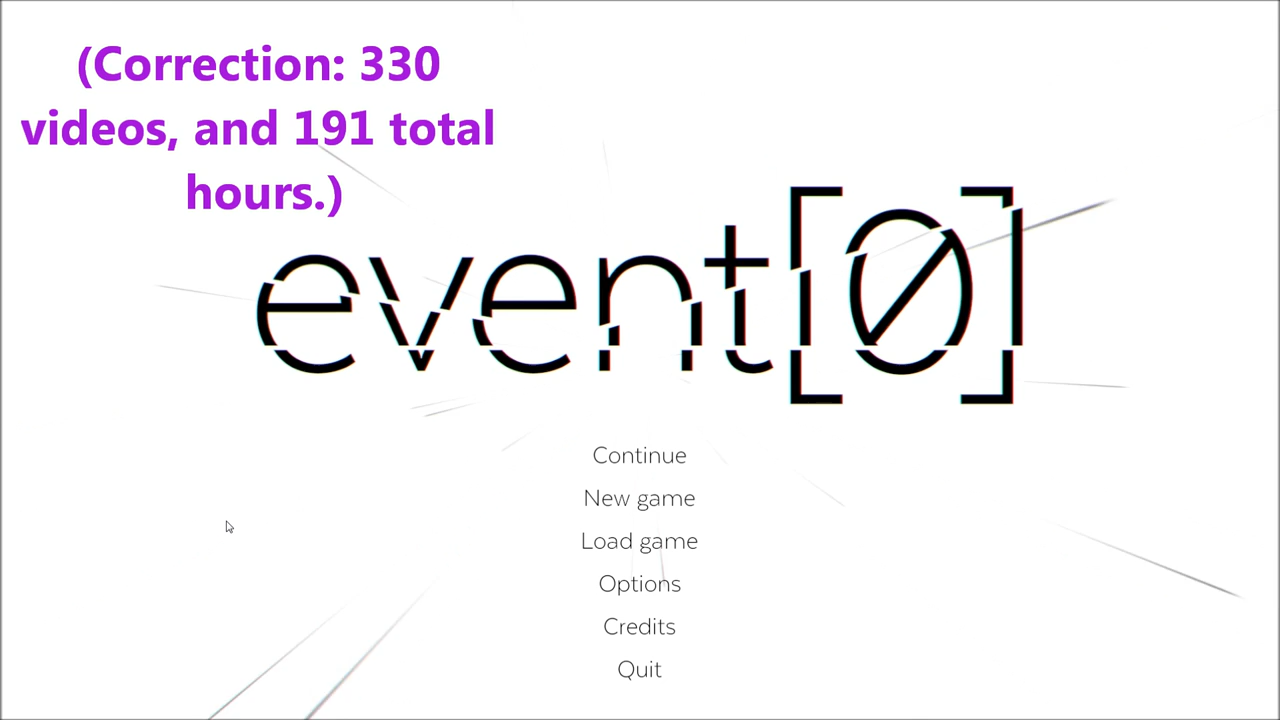 (Correction: 330
videos, and 191 total
hours.)
event[0]
Continue
New game
Load game
Options
Credits
Quit